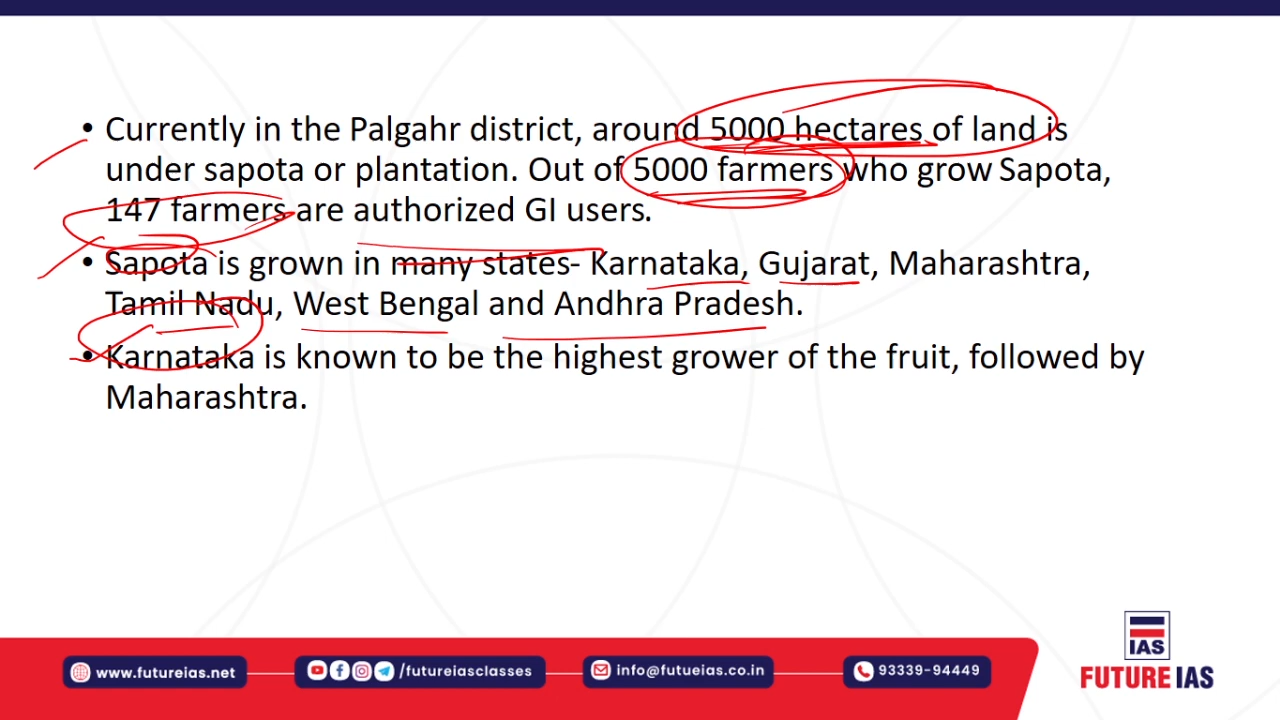 • Currently in the Palgahr district, around 5000 hectares of land is
under sapota or plantation. Out of 5000 farmers who grow Sapota,
147 farmers are authorized GI users.
• Sapota is grown in many states- Karnataka, Gujarat, Maharashtra,
Tamil Nadu, West Bengal and Andhra Pradesh.
• Karnataka is known to be the highest grower of the fruit, followed by
Maharashtra.
IAS
FUTURE IAS
www.futureias.net
/futureiasclasses
info@futueias.co.in
93339-94449